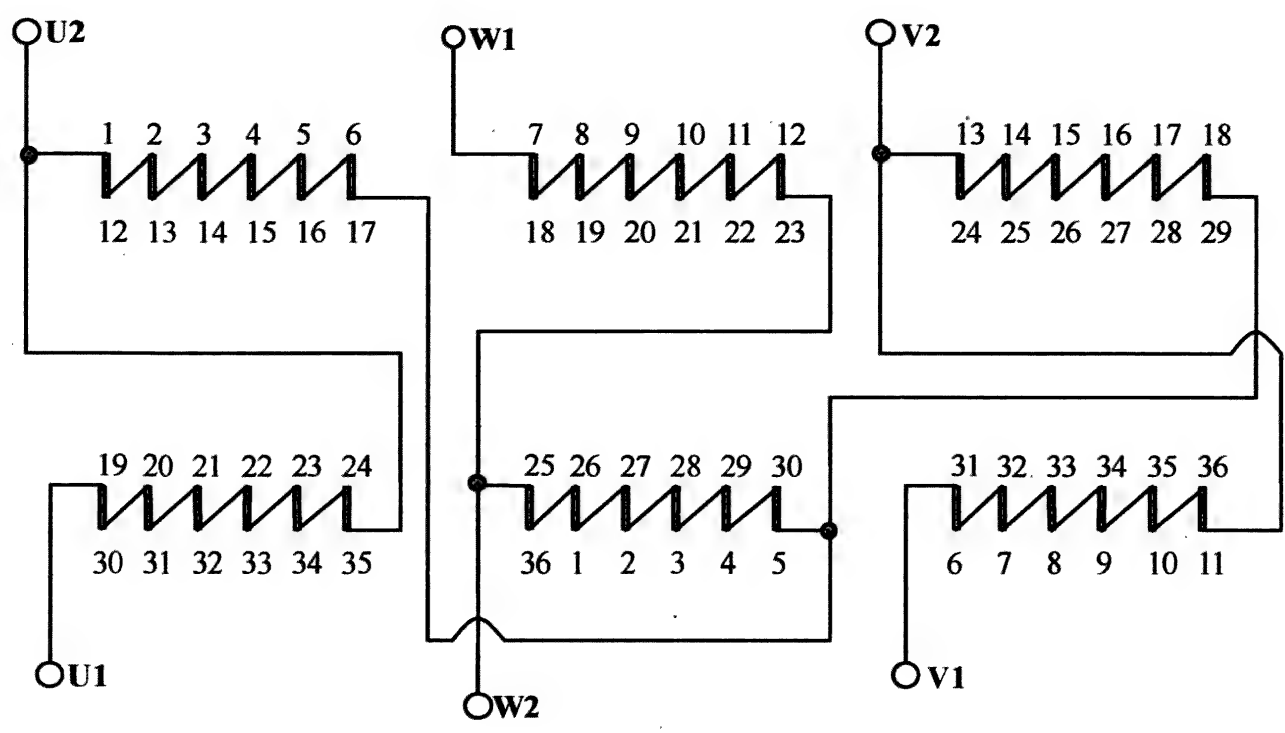 U2 W1 V2
1 2 3 4 5 6 7 8 9 10 11 12 13 14 15 16 17 18
12 13 14 15 16 17 18 19 20 21 22 23 24 25 26 27 28 29
19 20 21 22 23 24 25 26 27 28 29 30 31 32 33 34 35 36
30 31 32 33 34 35 36 1 2 3 4 5 6 7 8 9 10 11
U1 V1
W2